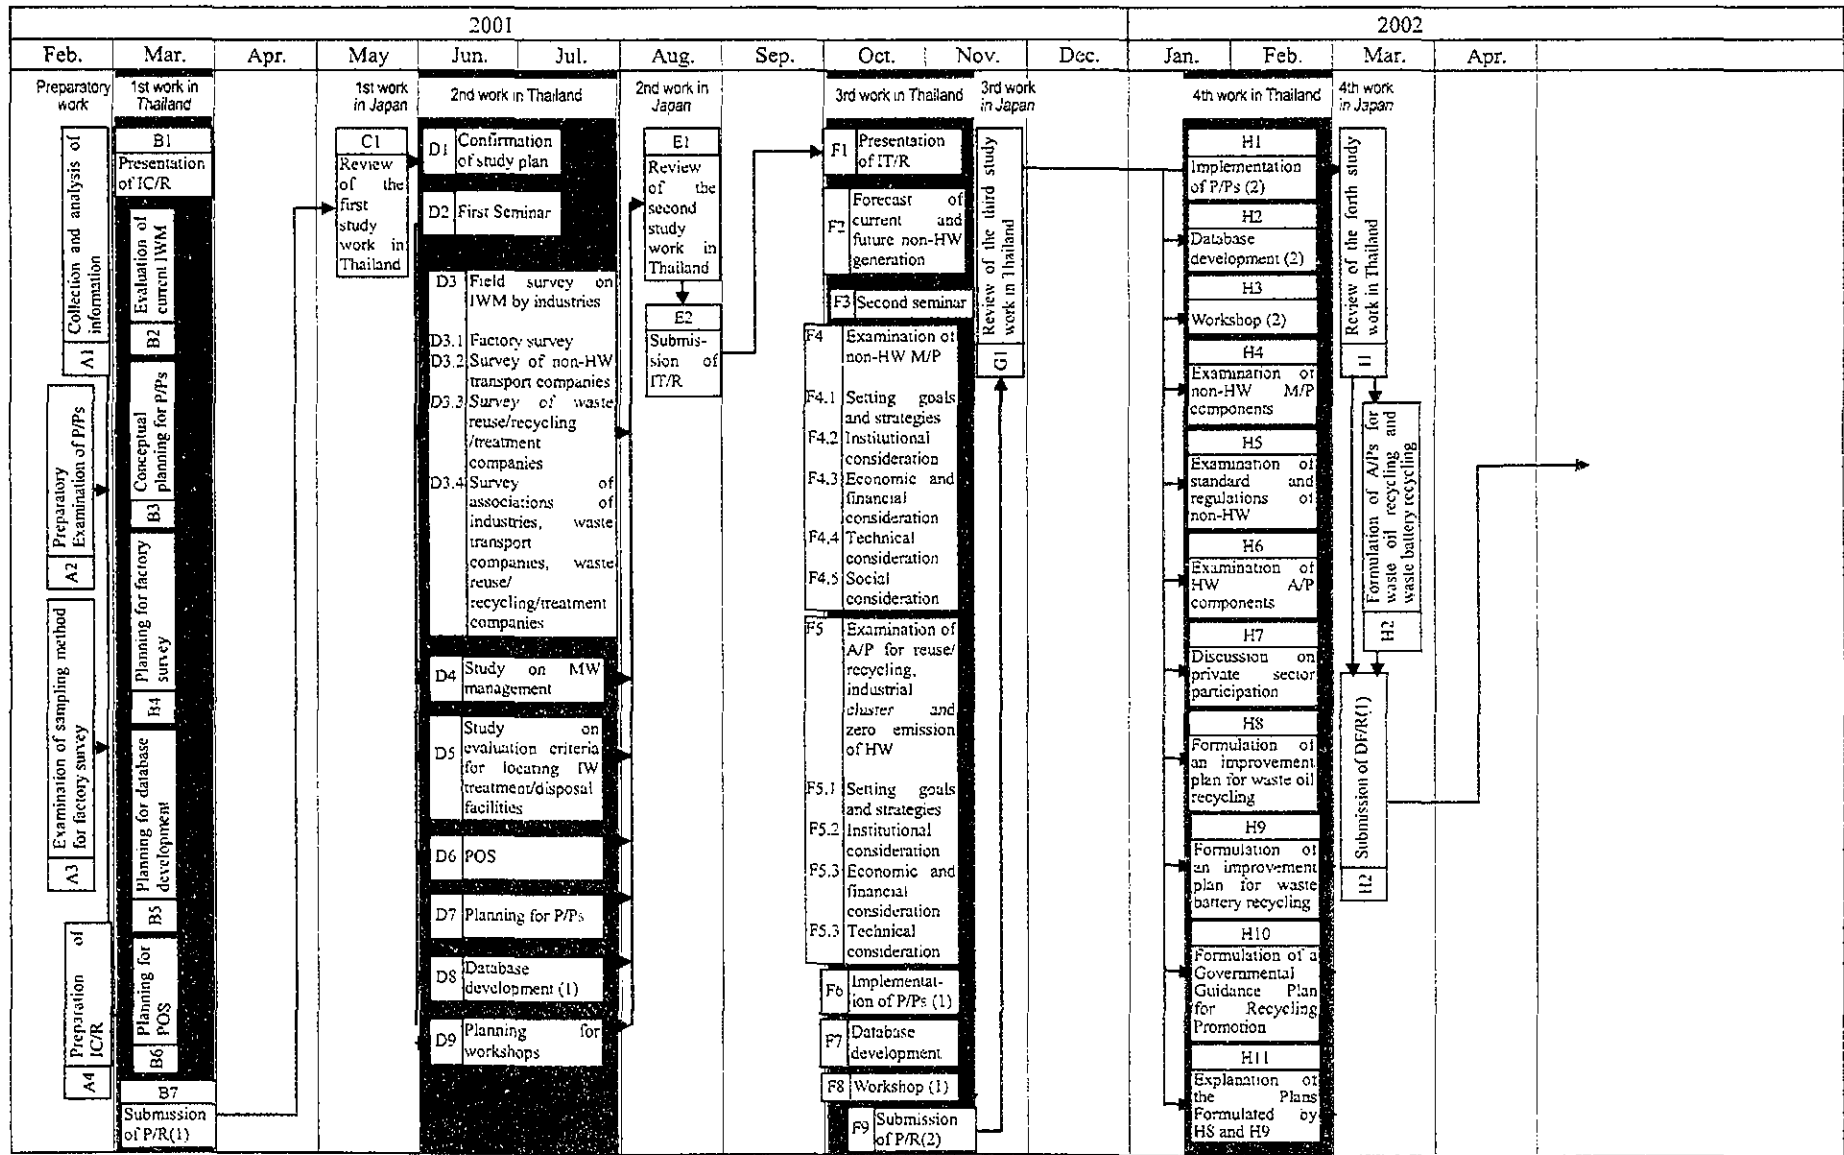 2001
2002
Feb.
Mar.
Apr.
May
Jun.
Jul.
Aug.
Sep.
Oct.
Nov.
Dec.
Jan.
Feb.
Mar.
Apr.
Preparatory
work
A1
Collection and analysis of
information
A2
Preparatory
Examination of P/Ps
A3
Examination of sampling method
for factory survey
A4
Preparation of
IC/R
1st work in
Thailand
B1
Presentation
of IC/R
B2
Evaluation of
current IWM
B3
Conceptual
planning for P/Ps
B4
Planning for factory
survey
B5
Planning for database
development
B6
Planning for
POS
B7
Submission
of P/R(1)
1st work
in Japan
C1
Review
of the
first
study
work in
Thailand
2nd work in Thailand
D1 Confirmation
of study plan
D2 First Seminar
D3 Field survey on
IWM by industries
D3.1 Factory survey
D3.2 Survey of non-HW
transport companies
D3.3 Survey of waste
reuse/recycling
/treatment
companies
D3.4 Survey of
associations of
industries, waste
transport
companies, waste
reuse/
recycling/treatment
companies
D4 Study on MW
management
D5 Study on
evaluation criteria
for locating IW
treatment/disposal
facilities
D6 POS
D7 Planning for P/Ps
D8 Database
development (1)
D9 Planning for
workshops
2nd work in
Japan
E1
Review
of the
second
study
work in
Thailand
E2
Submis-
sion of
IT/R
3rd work in Thailand
F1 Presentation
of IT/R
F2 Forecast of
current and
future non-HW
generation
F3 Second seminar
F4 Examination of
non-HW M/P
F4.1 Setting goals
and strategies
F4.2 Institutional
consideration
F4.3 Economic and
financial
consideration
F4.4 Technical
consideration
F4.5 Social
consideration
F5 Examination of
A/P for reuse/
recycling,
industrial
cluster and
zero emission
of HW
F5.1 Setting goals
and strategies
F5.2 Institutional
consideration
F5.3 Economic and
financial
consideration
F5.3 Technical
consideration
F6 Implementa-
tion of P/Ps (1)
F7 Database
development
F8 Workshop (1)
F9 Submission
of P/R(2)
3rd work
in Japan
G1
Review of the third study
work in Thailand
4th work in Thailand
H1
Implementation
of P/Ps (2)
H2
Database
development (2)
H3
Workshop (2)
H4
Examination of
non-HW M/P
components
H5
Examination of
standard and
regulations of
non-HW
H6
Examination of
HW A/P
components
H7
Discussion on
private sector
participation
H8
Formulation of
an improvement
plan for waste oil
recycling
H9
Formulation of
an improvement
plan for waste
battery recycling
H10
Formulation of a
Governmental
Guidance Plan
for Recycling
Promotion
H11
Explanation of
the Plans
Formulated by
H8 and H9
4th work
in Japan
I1
Review of the forth study
work in Thailand
H2
Formulation of A/Ps for
waste oil recycling and
waste battery recycling
H2
Submission of DF/R(1)